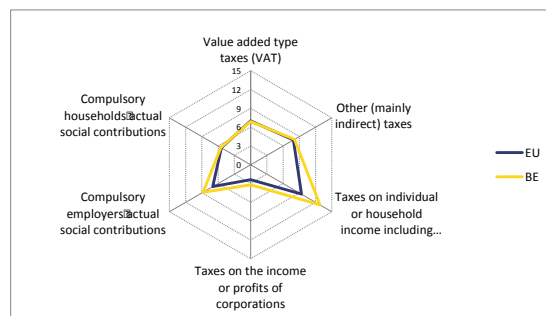 Value added type
taxes (VAT)
15
12
9
6
3
0
Other (mainly
indirect) taxes
Taxes on individual
or household
income including...
Taxes on the income
or profits of
corporations
Compulsory
employers actual
social contributions
Compulsory
households actual
social contributions
EU
BE